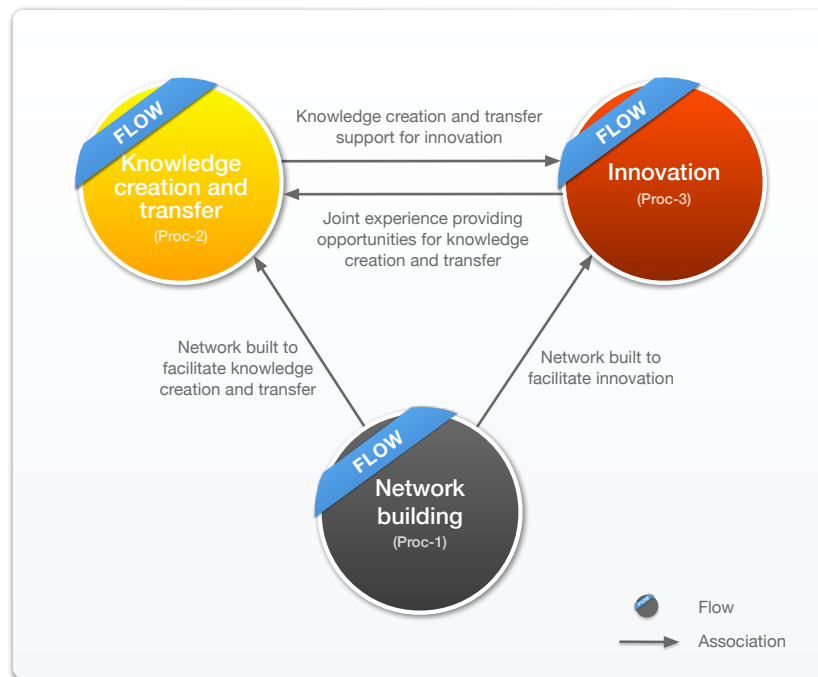 FLOW
Knowledge
creation and
transfer
(Proc-2)
Knowledge creation and transfer
support for innovation
Joint experience providing
opportunities for knowledge
creation and transfer
FLOW
Innovation
(Proc-3)
Network built to
facilitate knowledge
creation and transfer
Network built to
facilitate innovation
FLOW
Network
building
(Proc-1)
Flow
Association